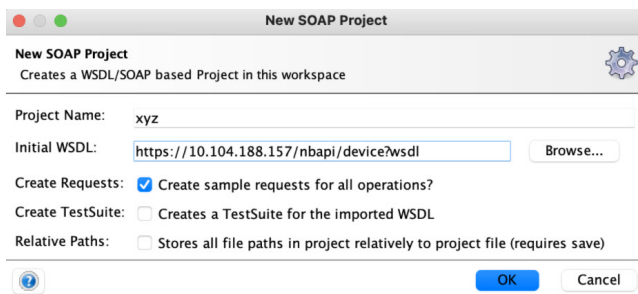 New SOAP Project
New SOAP Project
Creates a WSDL/SOAP based Project in this workspace
Project Name: xyz
Initial WSDL: https://10.104.188.157/nbapi/device?wsdl Browse...
Create Requests: Create sample requests for all operations?
Create TestSuite: Creates a TestSuite for the imported WSDL
Relative Paths: Stores all file paths in project relatively to project file (requires save)
? OK Cancel